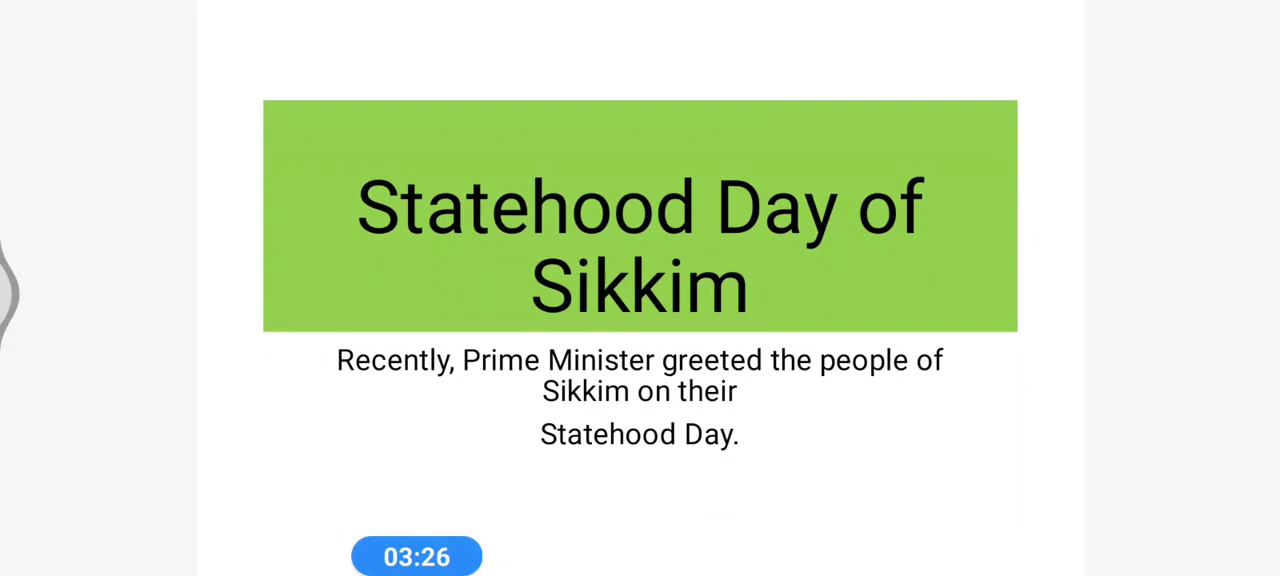 Statehood Day of
Sikkim
Recently, Prime Minister greeted the people of
Sikkim on their
Statehood Day.
03:26